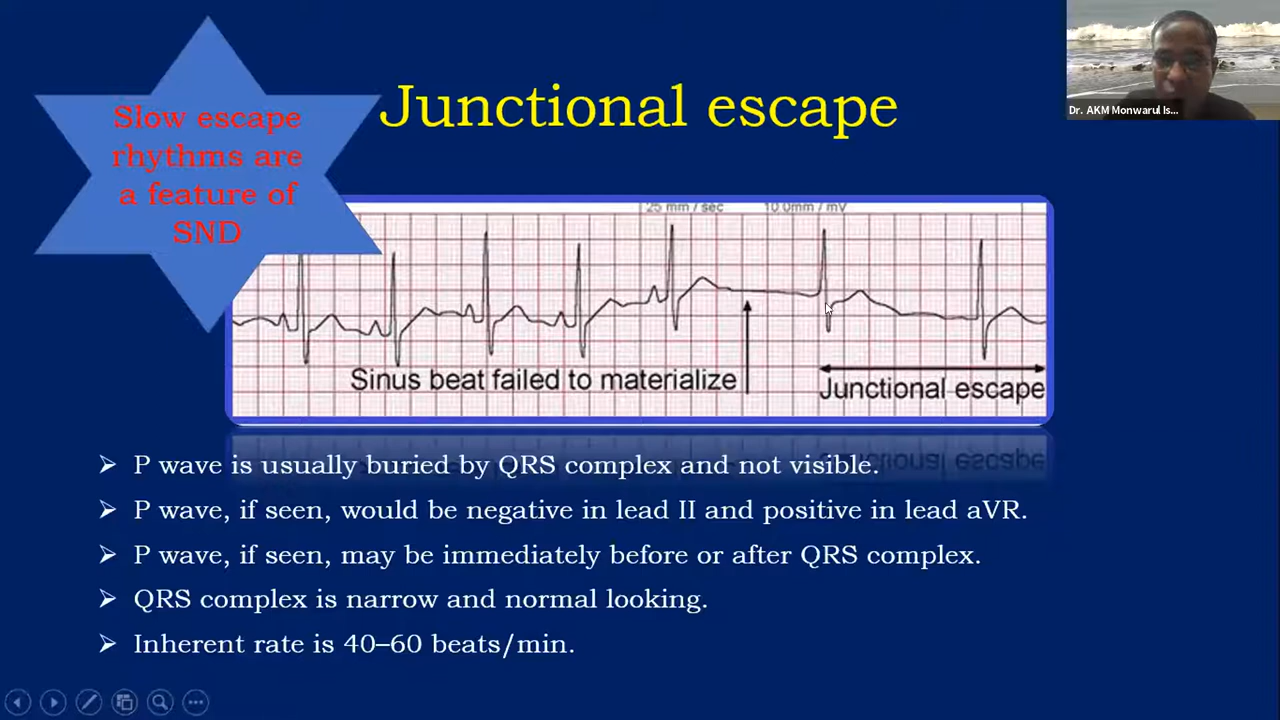 Slow escape
rhythms are
a feature of
SND
Junctional escape
Dr. AKM Monwarul Is...
25 mm / sec 10.0mm / mV
Sinus beat failed to materialize
Junctional escape
➢ P wave is usually buried by QRS complex and not visible.
➢ P wave, if seen, would be negative in lead II and positive in lead aVR.
➢ P wave, if seen, may be immediately before or after QRS complex.
➢ QRS complex is narrow and normal looking.
➢ Inherent rate is 40–60 beats/min.